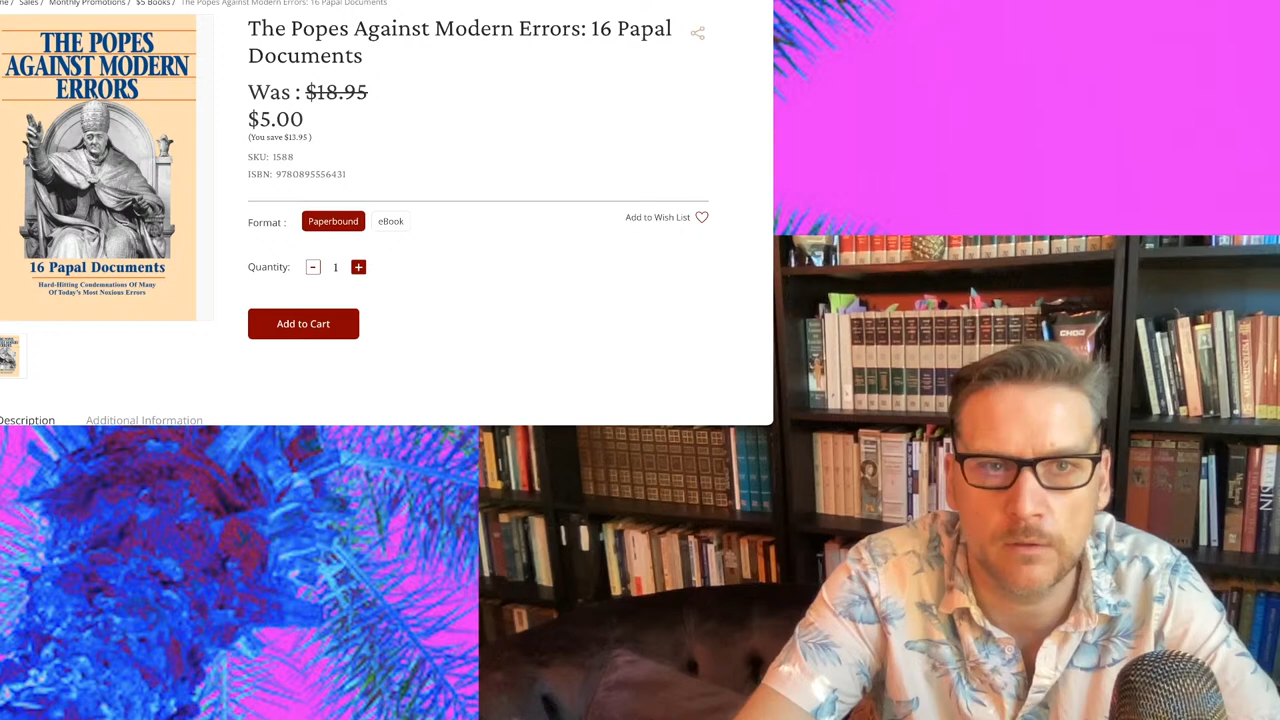 ne / Sales / Monthly Promotions / $5 Books / The Popes Against Modern Errors: 16 Papal Documents
THE POPES
AGAINST MODERN
ERRORS
16 Papal Documents
Hard-Hitting Condemnations Of Many
Of Today's Most Noxious Errors
The Popes Against Modern Errors: 16 Papal
Documents
Was : $18.95
$5.00
(You save $13.95 )
SKU: 1588
ISBN: 9780895556431
Format :
Paperbound
eBook
Add to Wish List
Quantity:
- 1 +
Add to Cart
Description
Additional Information